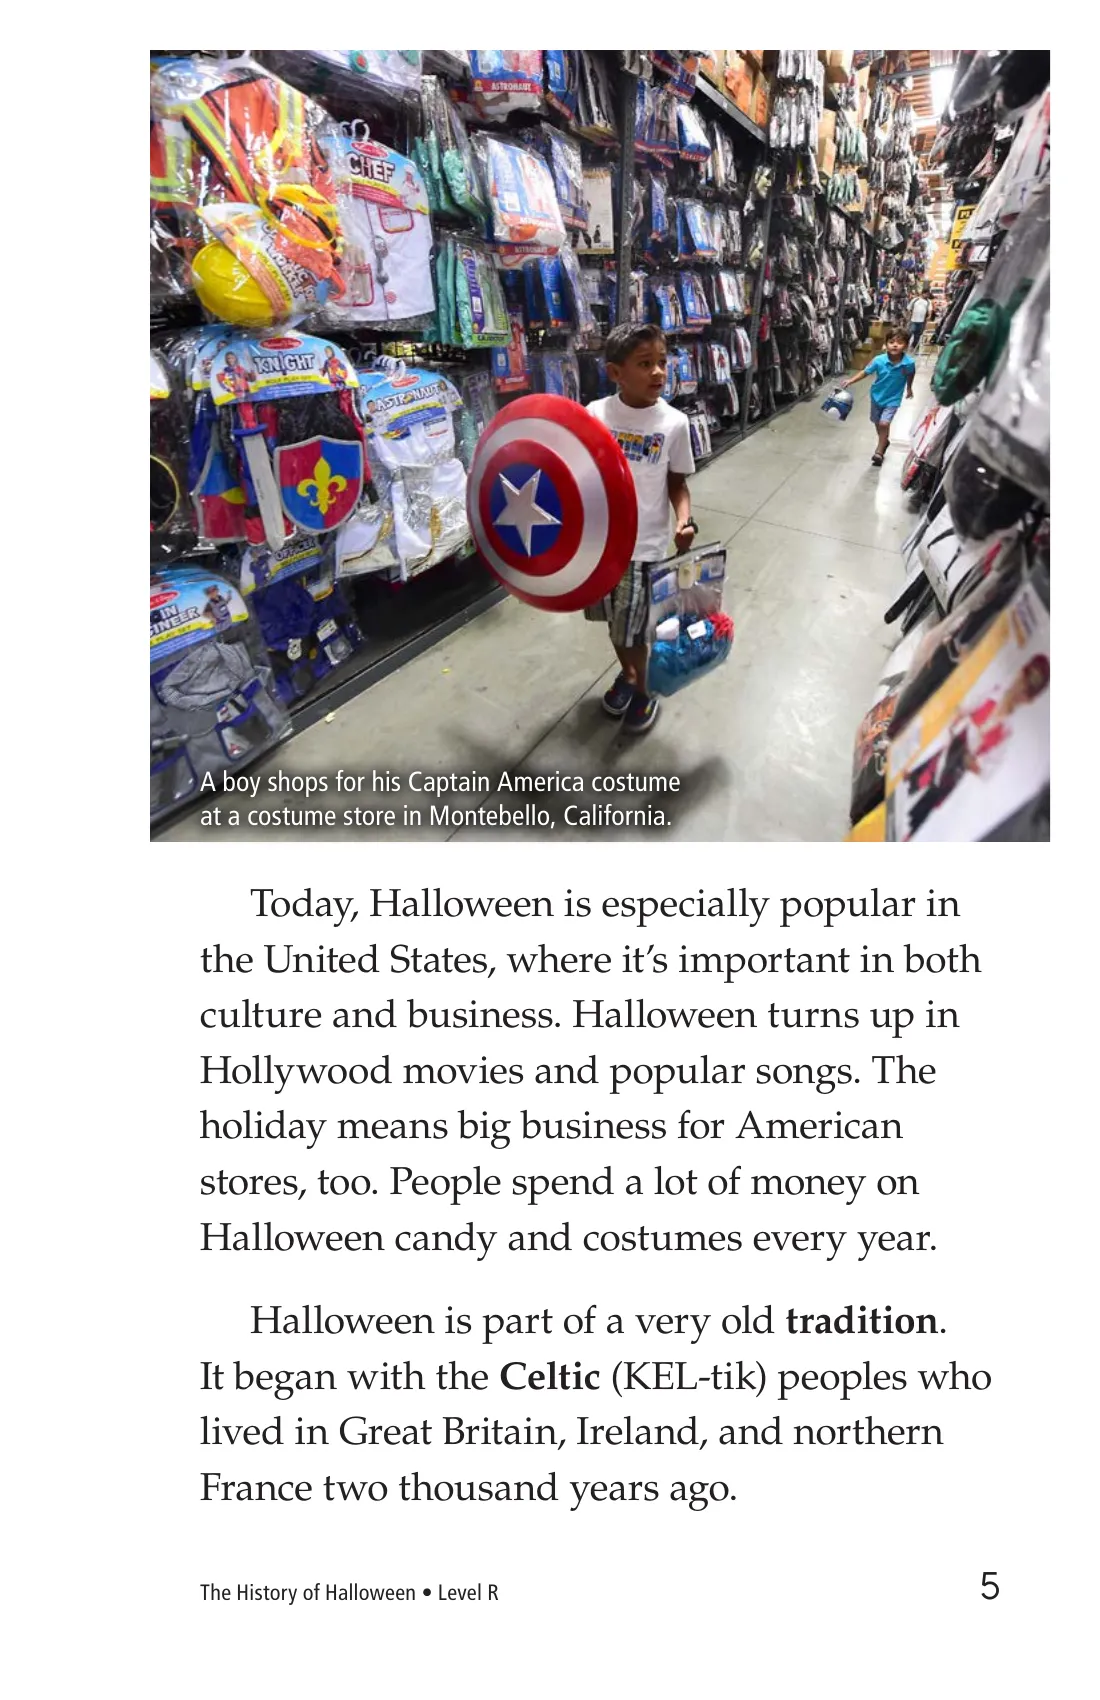 ASTRONAUT
CHEF
ASTRONAUT
KNIGHT
ASTRONAUT
OFFICER
A boy shops for his Captain America costume
at a costume store in Montebello, California.
Today, Halloween is especially popular in
the United States, where it’s important in both
culture and business. Halloween turns up in
Hollywood movies and popular songs. The
holiday means big business for American
stores, too. People spend a lot of money on
Halloween candy and costumes every year.
Halloween is part of a very old tradition.
It began with the Celtic (KEL-tik) peoples who
lived in Great Britain, Ireland, and northern
France two thousand years ago.
The History of Halloween • Level R
5